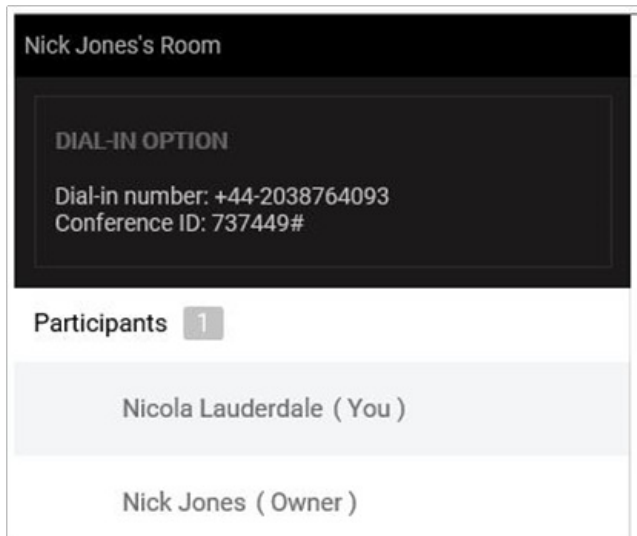 Nick Jones's Room
DIAL-IN OPTION
Dial-in number: +44-2038764093
Conference ID: 737449#
Participants 1
Nicola Lauderdale ( You )
Nick Jones ( Owner )